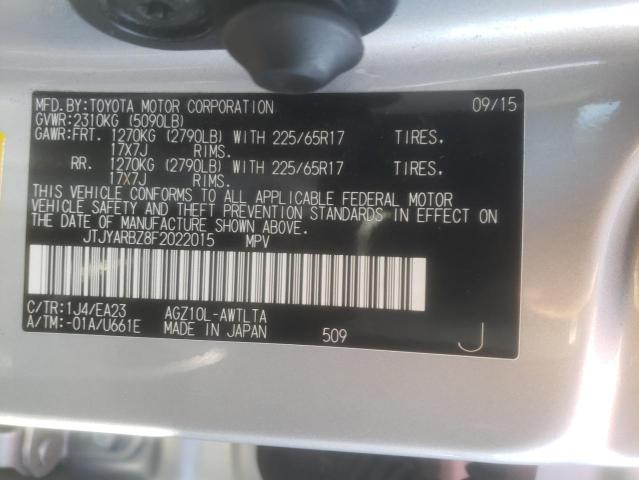 MFD.BY:TOYOTA MOTOR CORPORATION 09/15
GVWR:2310KG (5090LB)
GAWR:FRT. 1270KG (2790LB) WITH 225/65R17 TIRES.
17X7J RIMS.
RR. 1270KG (2790LB) WITH 225/65R17 TIRES.
17X7J RIMS.
THIS VEHICLE CONFORMS TO ALL APPLICABLE FEDERAL MOTOR
VEHICLE SAFETY AND THEFT PREVENTION STANDARDS IN EFFECT ON
THE DATE OF MANUFACTURE SHOWN ABOVE.
JTJYARBZ8F2022015 MPV
C/TR:1J4/EA23 AGZ10L-AWTLTA
A/TM:-01A/U661E MADE IN JAPAN 509 J